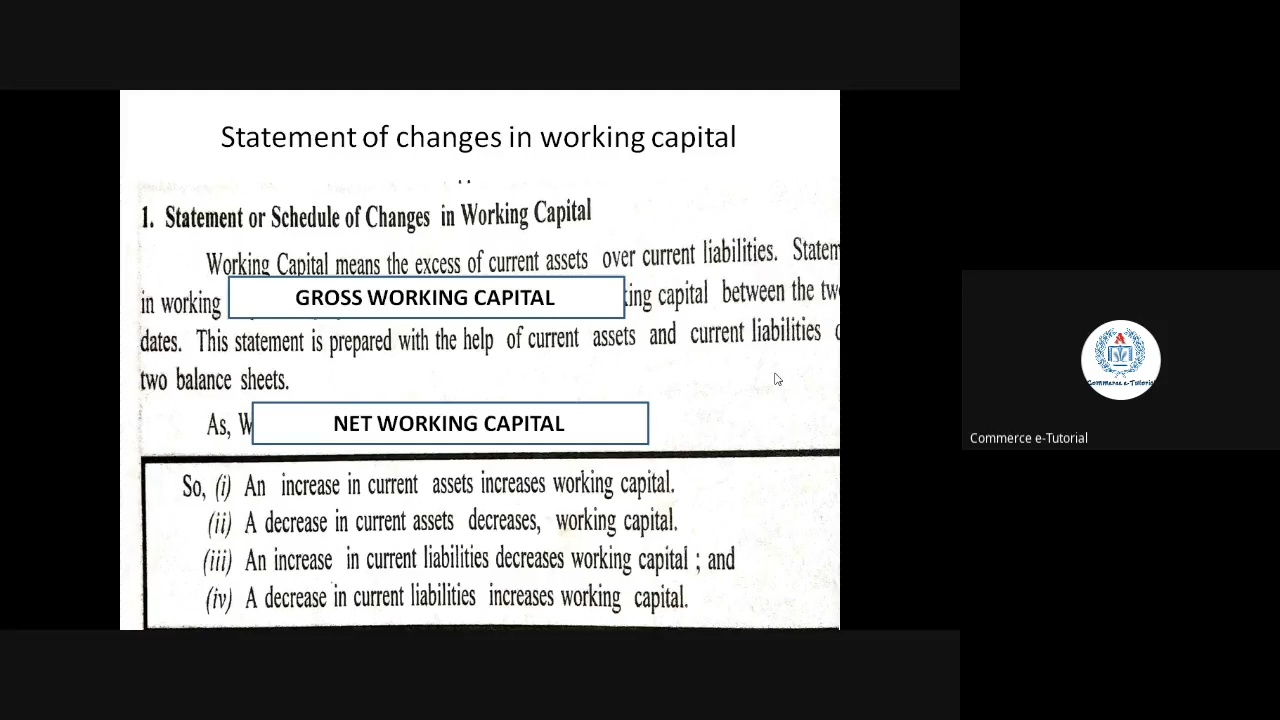 Statement of changes in working capital
1. Statement or Schedule of Changes in Working Capital
Working Capital means the excess of current assets over current liabilities. Statem
in working GROSS WORKING CAPITAL king capital between the two
dates. This statement is prepared with the help of current assets and current liabilities
two balance sheets.
As, W NET WORKING CAPITAL
So, (i) An increase in current assets increases working capital.
(ii) A decrease in current assets decreases, working capital.
(iii) An increase in current liabilities decreases working capital ; and
(iv) A decrease in current liabilities increases working capital.
Commerce e-Tutorial
Commerce e-Tutorial